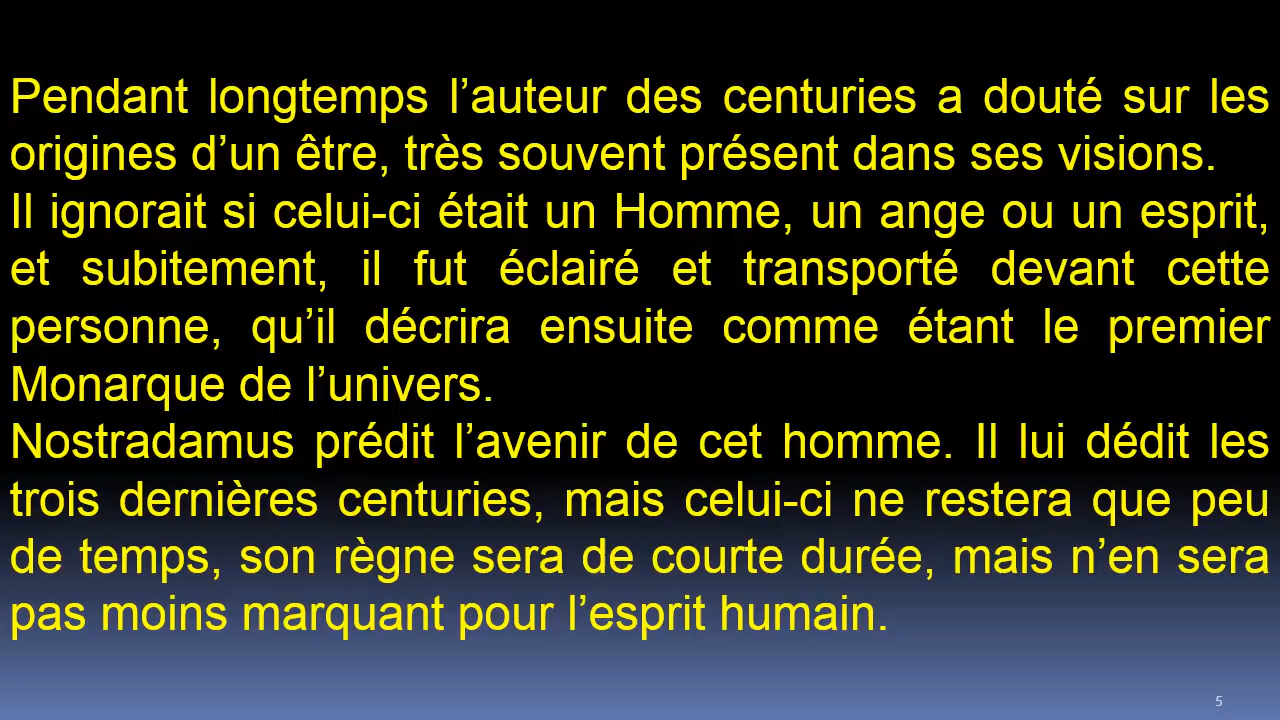 Pendant longtemps l’auteur des centuries a douté sur les
origines d’un être, très souvent présent dans ses visions.
Il ignorait si celui-ci était un Homme, un ange ou un esprit,
et subitement, il fut éclairé et transporté devant cette
personne, qu’il décrira ensuite comme étant le premier
Monarque de l’univers.
Nostradamus prédit l’avenir de cet homme. Il lui dédit les
trois dernières centuries, mais celui-ci ne restera que peu
de temps, son règne sera de courte durée, mais n’en sera
pas moins marquant pour l’esprit humain.
5